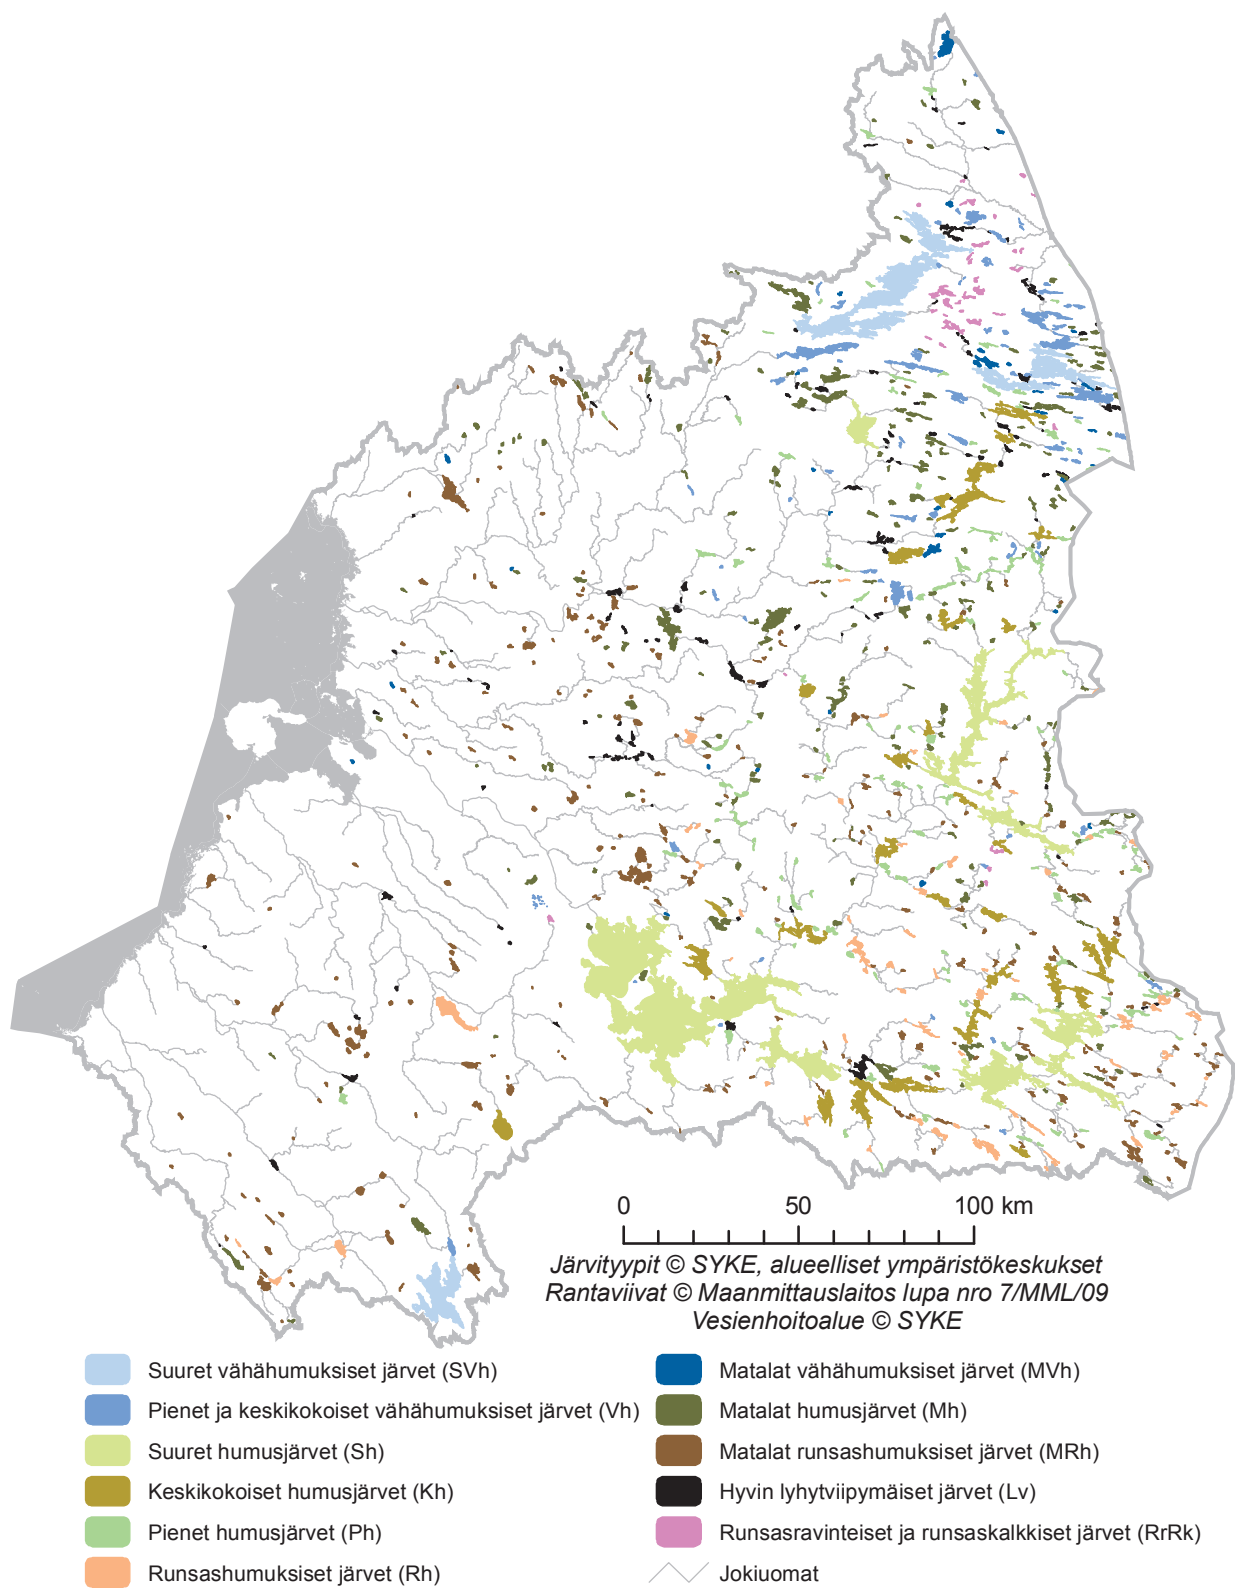 0 50 100 km
Järvityypit © SYKE, alueelliset ympäristökeskukset
Rantaviivat © Maanmittauslaitos lupa nro 7/MML/09
Vesienhoitoalue © SYKE
Suuret vähähumuksiset järvet (SVh)
Pienet ja keskikokoiset vähähumuksiset järvet (Vh)
Suuret humusjärvet (Sh)
Keskikokoiset humusjärvet (Kh)
Pienet humusjärvet (Ph)
Runsashumuksiset järvet (Rh)
Matalat vähähumuksiset järvet (MVh)
Matalat humusjärvet (Mh)
Matalat runsashumuksiset järvet (MRh)
Hyvin lyhytviipymäiset järvet (Lv)
Runsasravinteiset ja runsaskalkkiset järvet (RrRk)
Jokiuomat